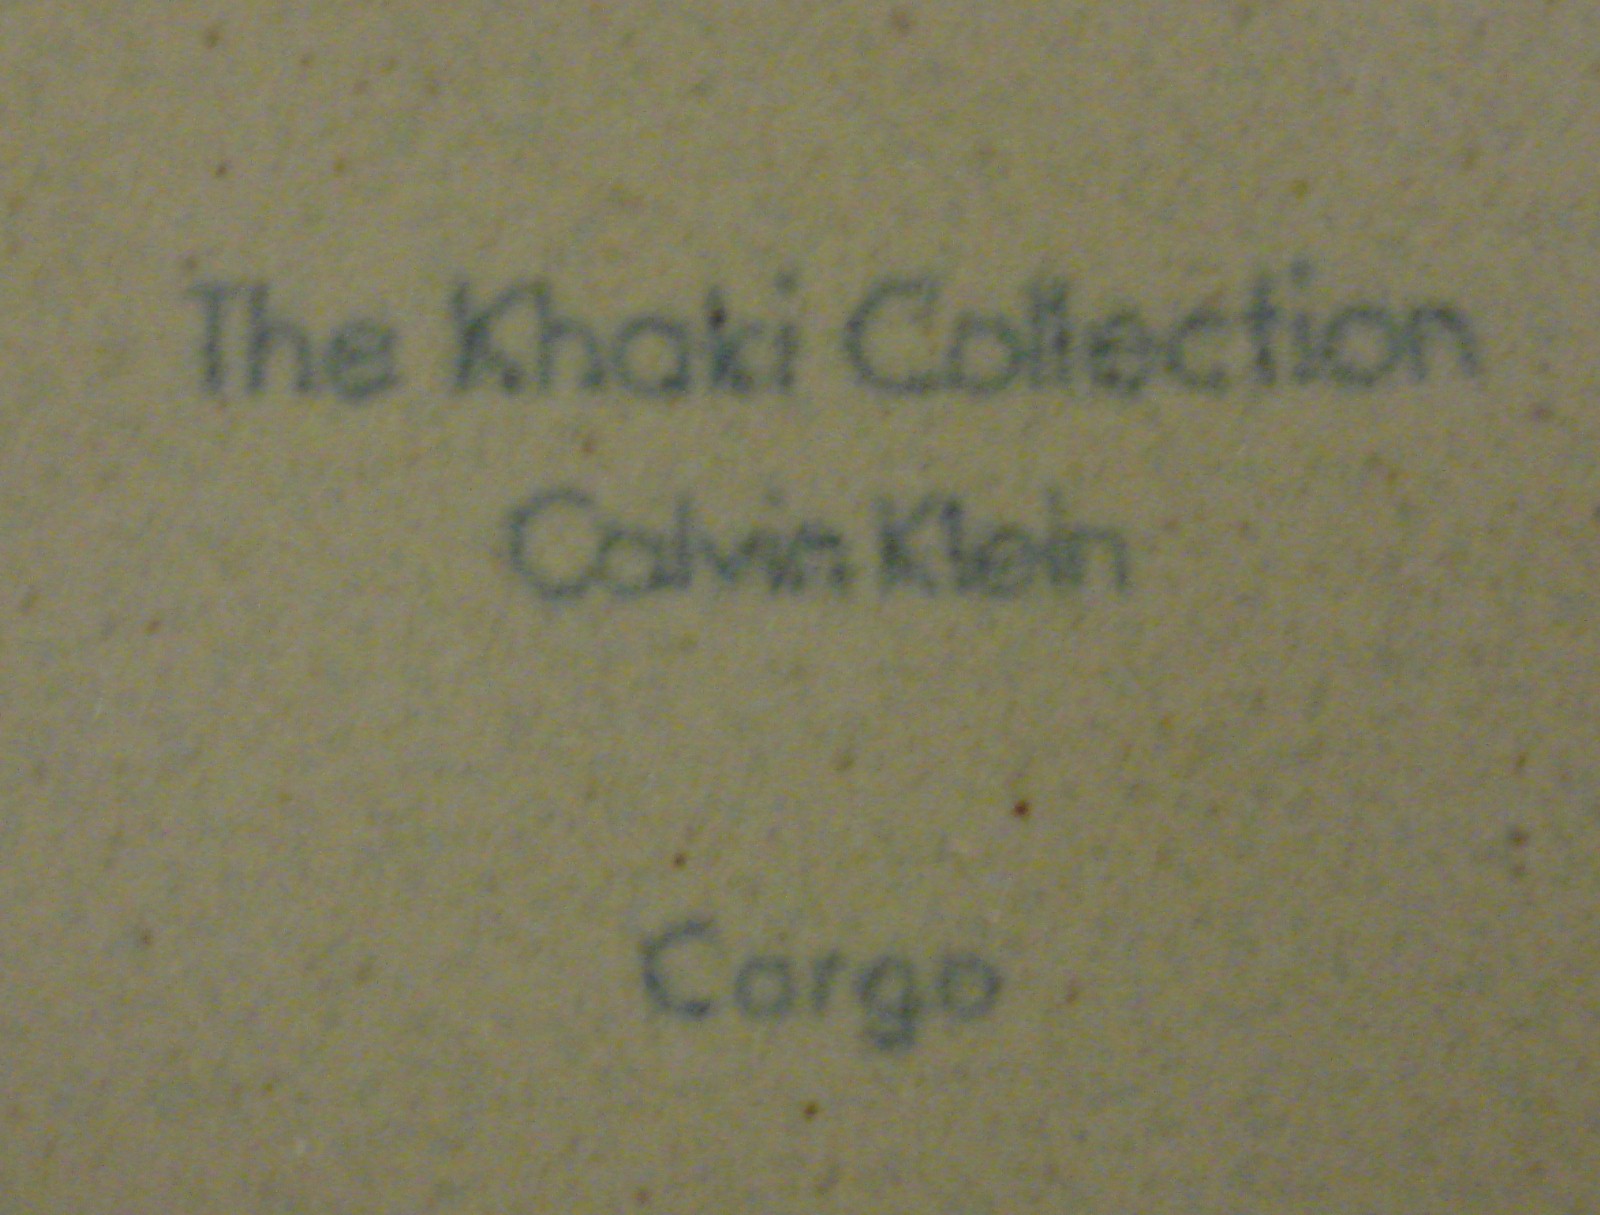 The Khaki Collection
Calvin Klein
Cargo